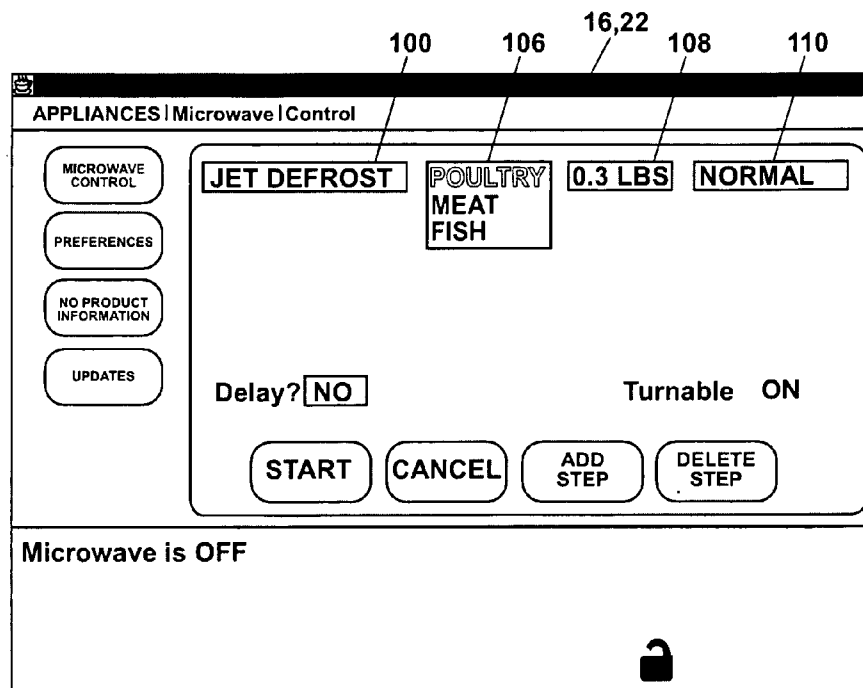 16,22
100 106 108 110
APPLIANCES | Microwave | Control
MICROWAVE
CONTROL
PREFERENCES
NO PRODUCT
INFORMATION
UPDATES
JET DEFROST POULTRY 0.3 LBS NORMAL
MEAT
FISH
Delay? NO Turnable ON
START CANCEL ADD
STEP DELETE
STEP
Microwave is OFF